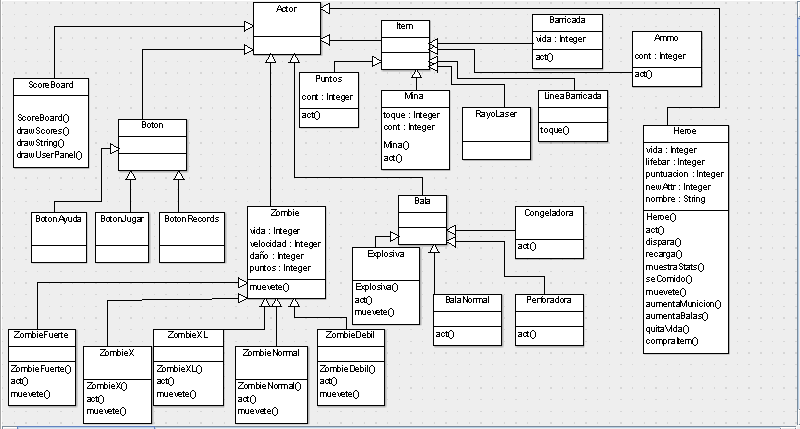 Actor
Item
Barricada
vida : Integer
act()
Ammo
cont : Integer
act()
ScoreBoard
ScoreBoard()
drawScores()
drawString()
drawUserPanel()
Puntos
cont : Integer
act()
Mina
toque : Integer
cont : Integer
Mina()
act()
RayoLaser
LineaBarricada
toque()
Boton
Heroe
vida : Integer
lifebar : Integer
puntuacion : Integer
newAttr : Integer
nombre : String
Heroe()
act()
dispara()
recarga()
muestraStats()
seComido()
muevete()
aumentaMunicion()
aumentaBalas()
quitaVida()
compraItem()
BotonAyuda
BotonJugar
BotonRecords
Zombie
vida : Integer
velocidad : Integer
daño : Integer
puntos : Integer
muevete()
Bala
Congeladora
act()
Explosiva
Explosiva()
act()
muevete()
BalaNormal
act()
Perforadora
act()
ZombieFuerte
ZombieFuerte()
act()
muevete()
ZombieX
ZombieX()
act()
muevete()
ZombieXL
ZombieXL()
act()
muevete()
ZombieNormal
ZombieNormal()
act()
muevete()
ZombieDebil
ZombieDebil()
act()
muevete()